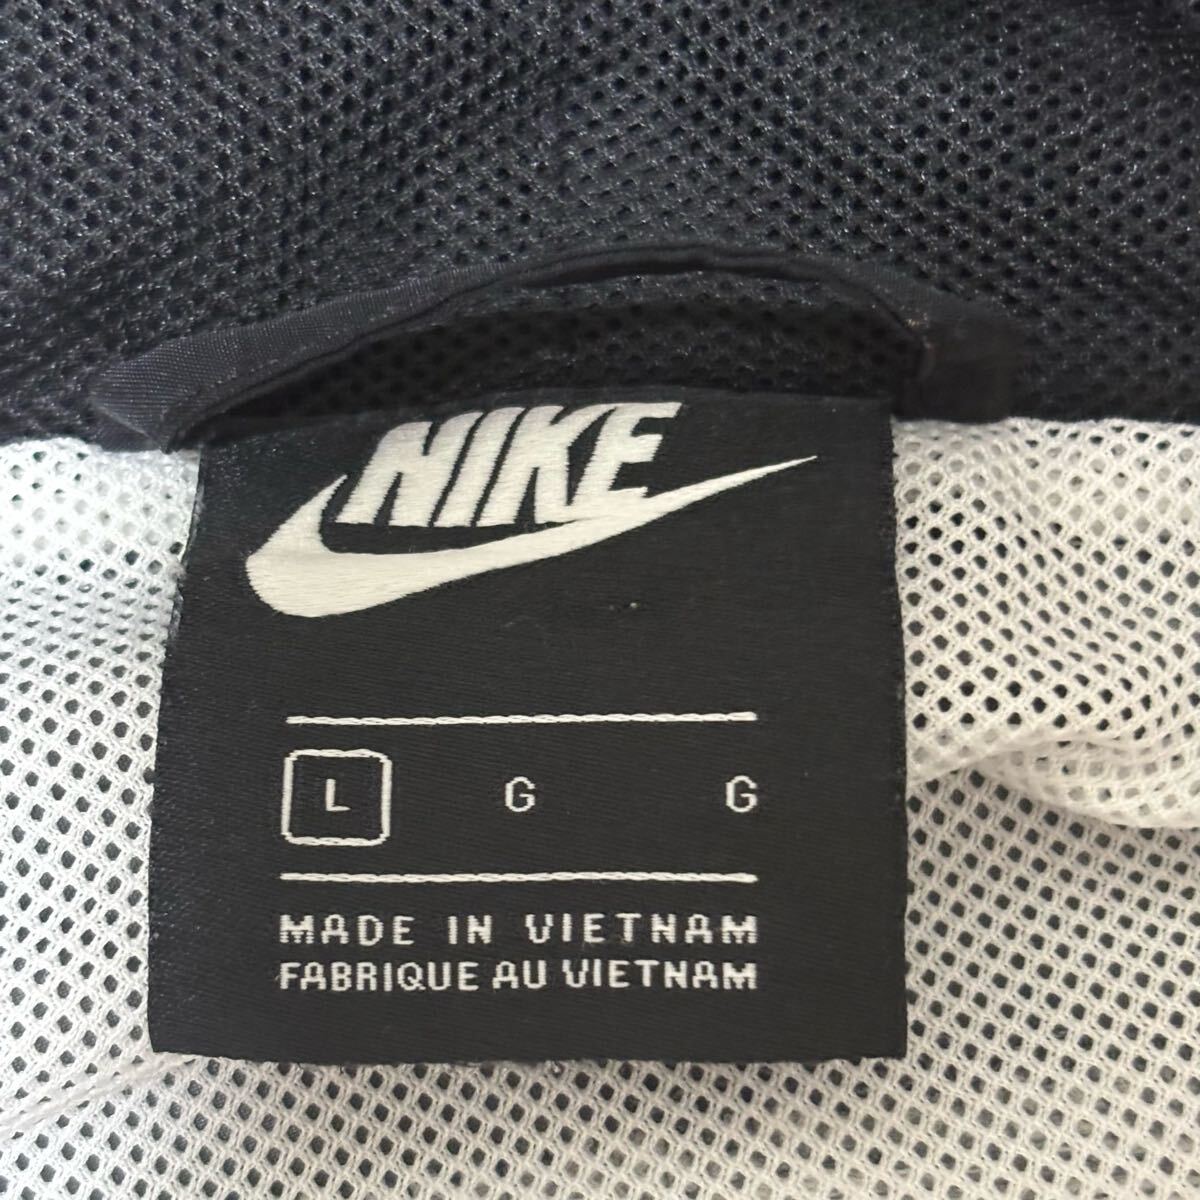 NIKE
L G G
MADE IN VIETNAM
FABRIQUE AU VIETNAM